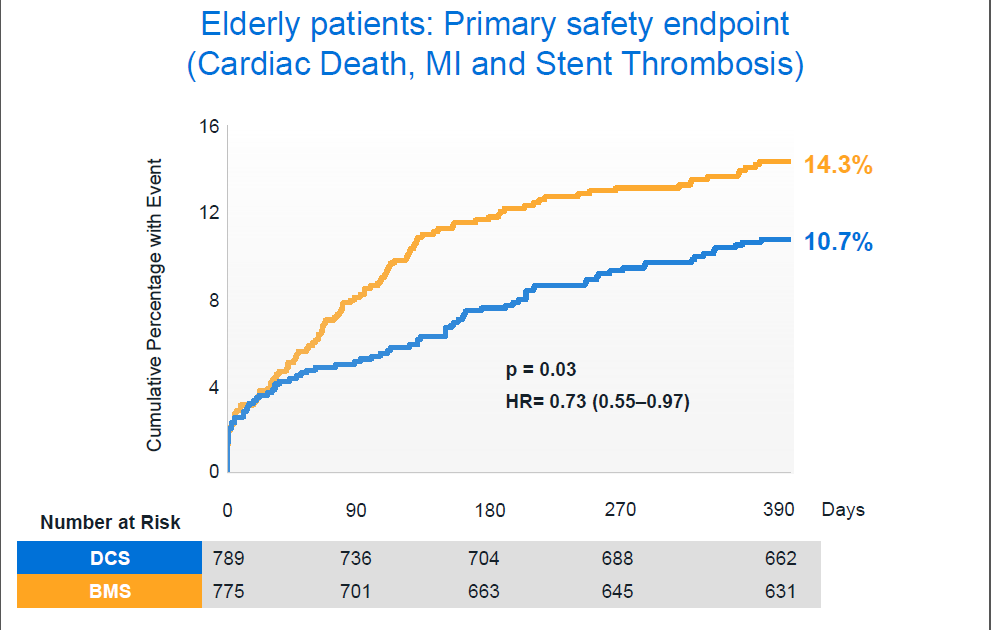 Elderly patients: Primary safety endpoint
(Cardiac Death, MI and Stent Thrombosis)
Cumulative Percentage with Event
16
12
8
4
0
14.3%
10.7%
p = 0.03
HR= 0.73 (0.55–0.97)
0 90 180 270 390 Days
Number at Risk
DCS 789 736 704 688 662
BMS 775 701 663 645 631